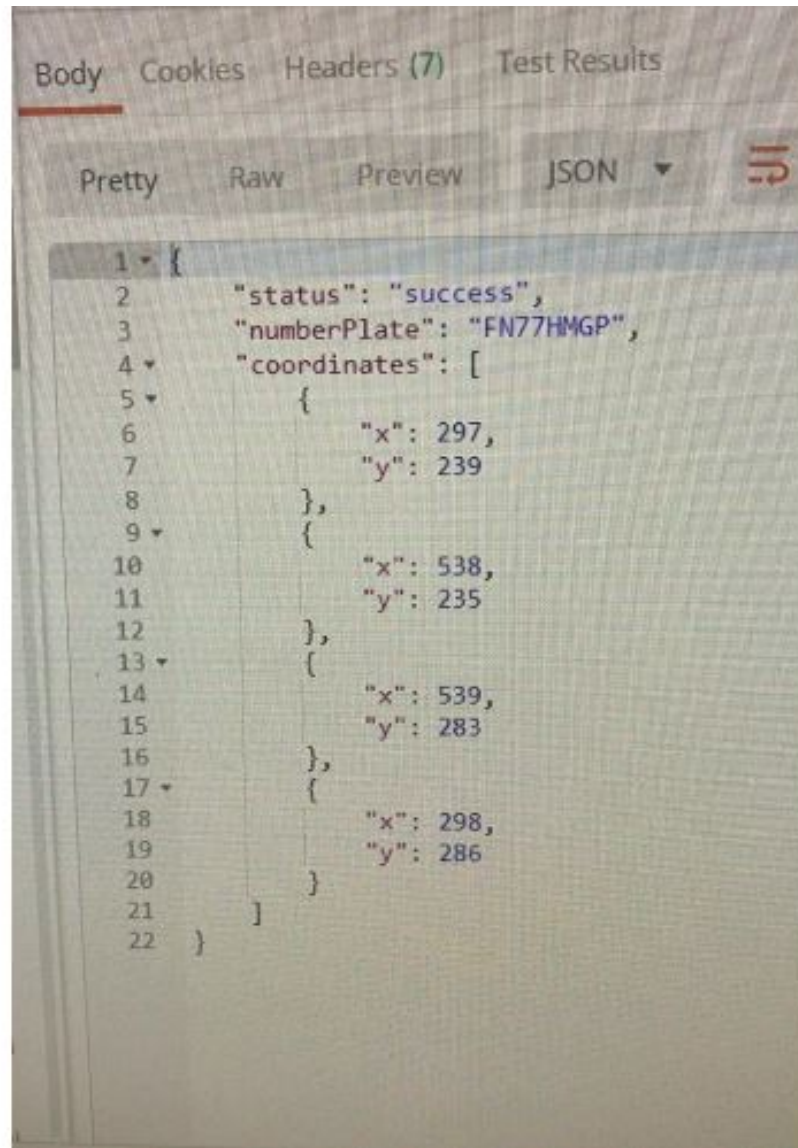 Body Cookies Headers (7) Test Results
Pretty Raw Preview JSON
1 {
2 "status": "success",
3 "numberPlate": "FN77HMGP",
4 "coordinates": [
5 {
6 "x": 297,
7 "y": 239
8 },
9 {
10 "x": 538,
11 "y": 235
12 },
13 {
14 "x": 539,
15 "y": 283
16 },
17 {
18 "x": 298,
19 "y": 286
20 }
21 ]
22 }